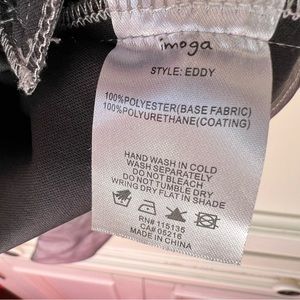 imoga
STYLE: EDDY
100%POLYESTER(BASE FABRIC)
100%POLYURETHANE(COATING)
HAND WASH IN COLD
WASH SEPARATELY
DO NOT BLEACH
DO NOT TUMBLE DRY
WRING DRY FLAT IN SHADE
RN# 115135
CA# 05216
MADE IN CHINA